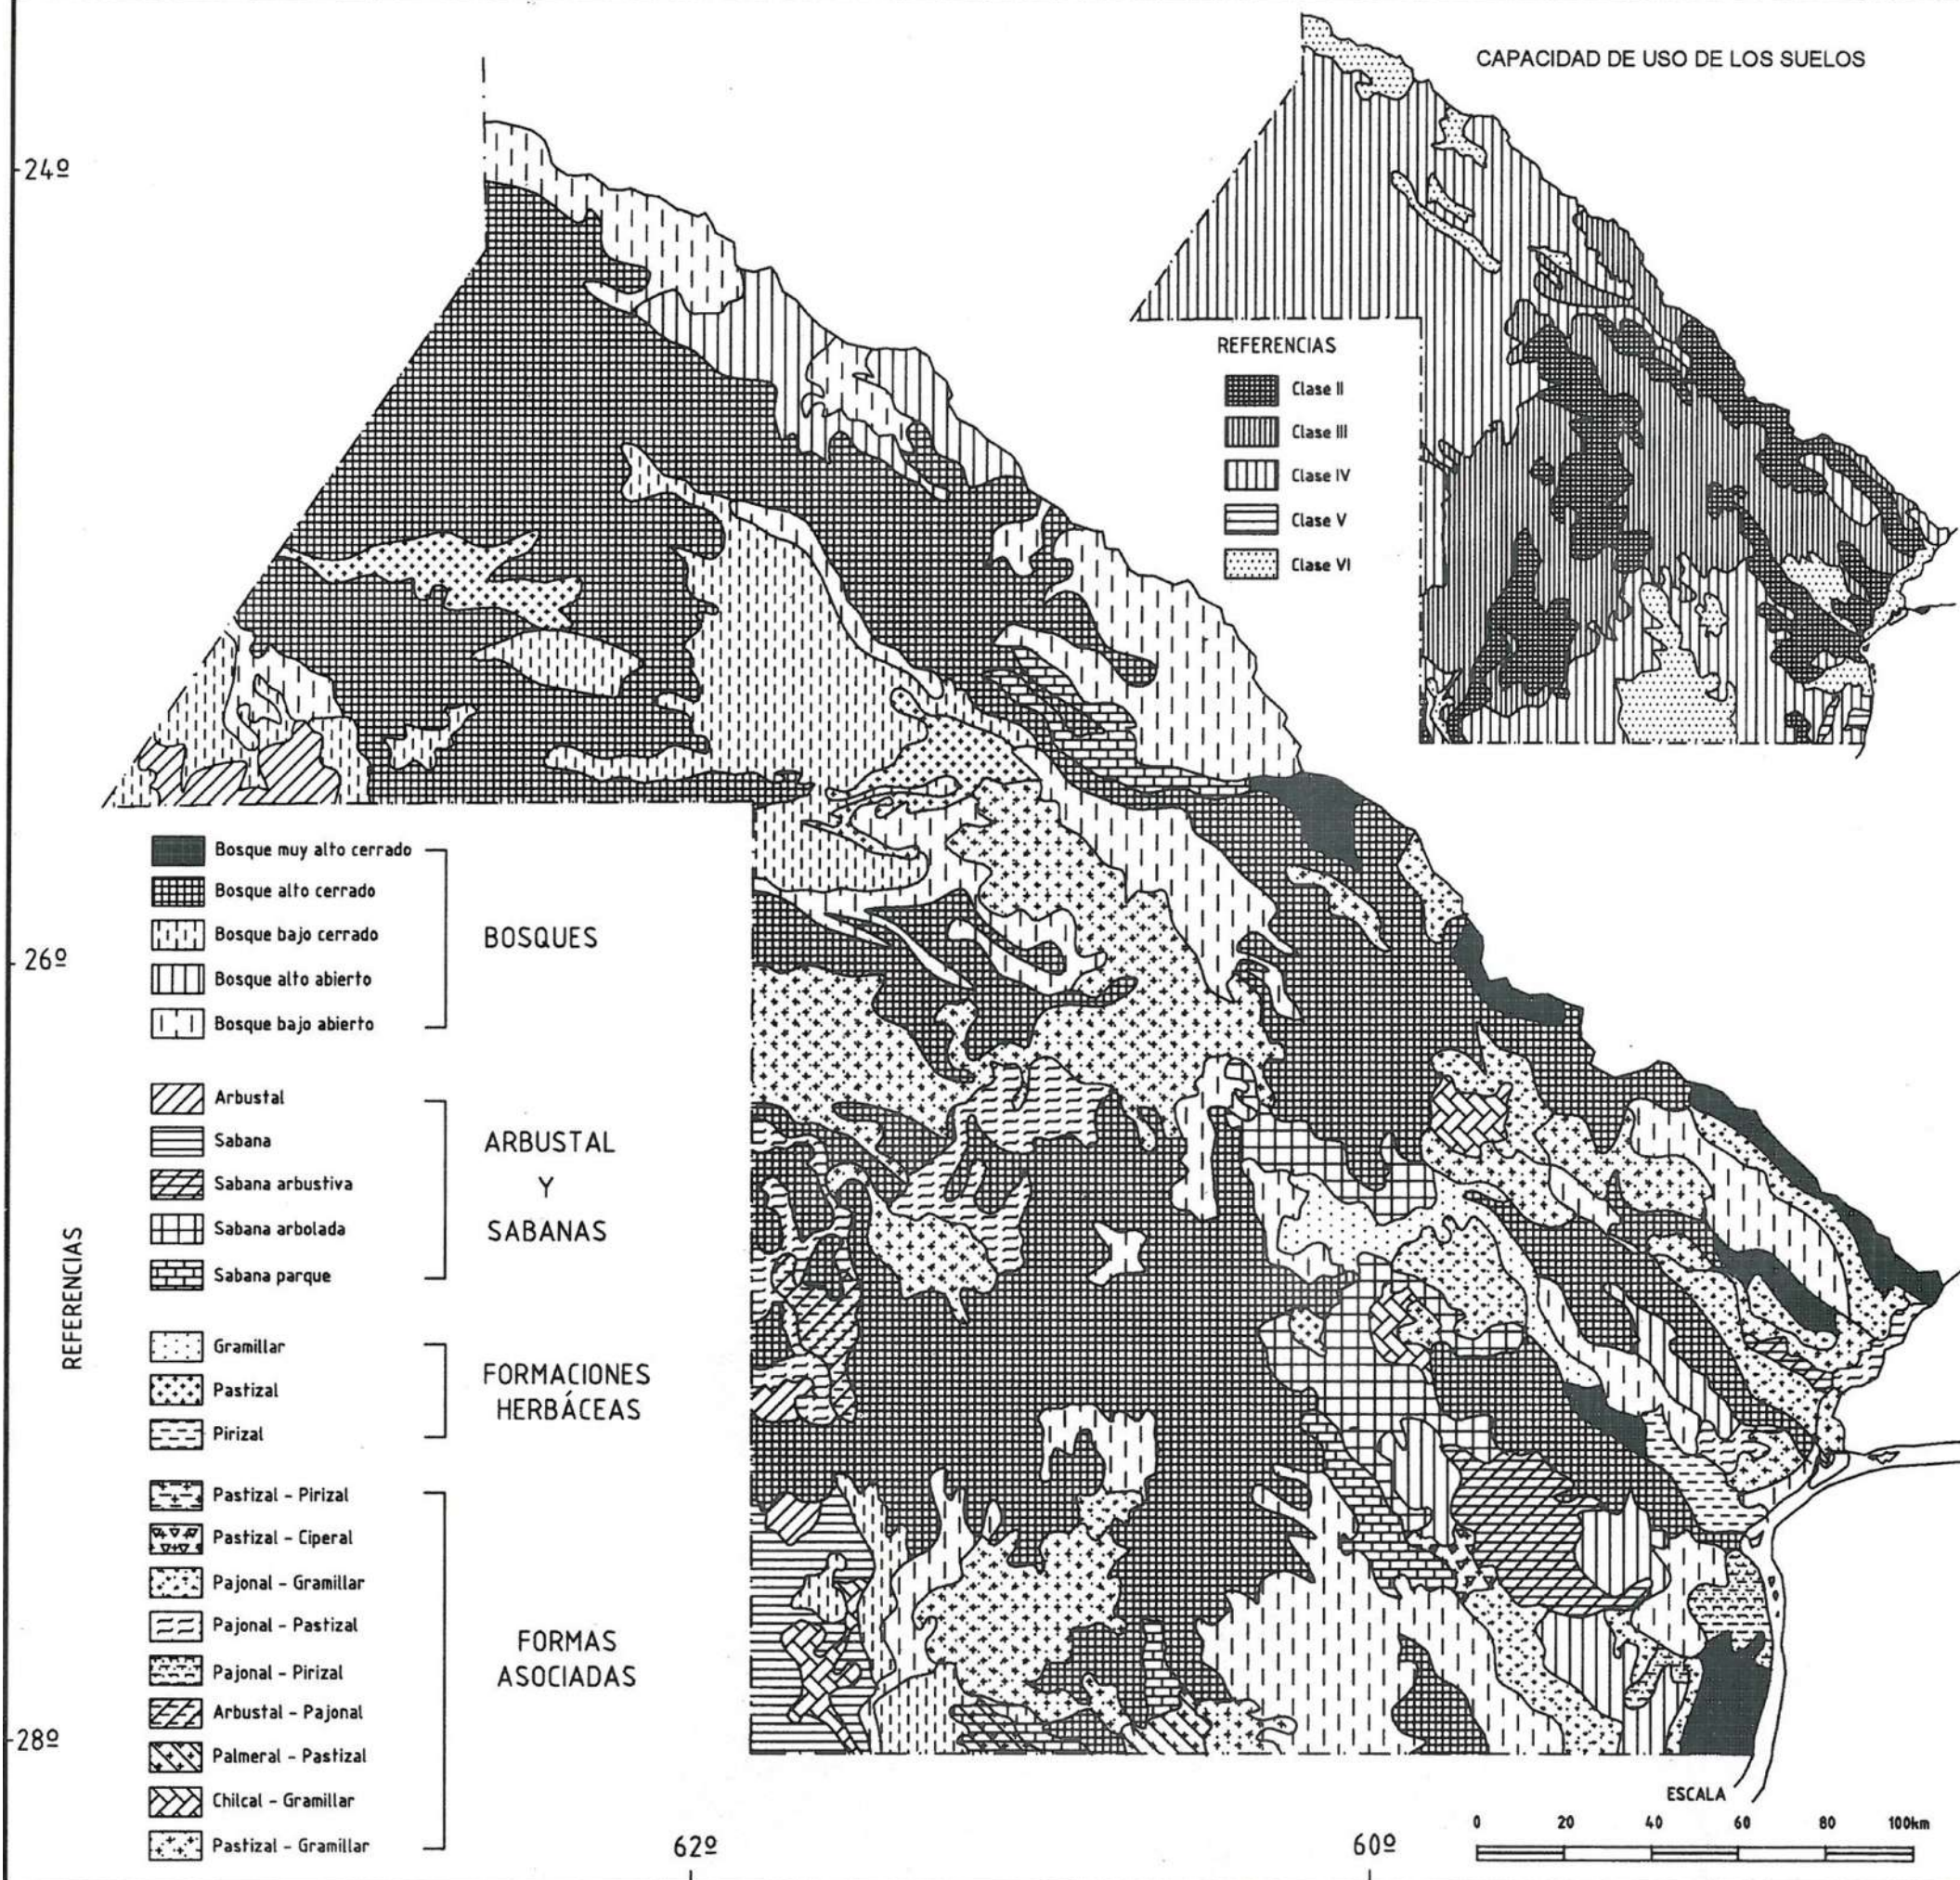 CAPACIDAD DE USO DE LOS SUELOS
24º
REFERENCIAS
Clase II
Clase III
Clase IV
Clase V
Clase VI
Bosque muy alto cerrado
Bosque alto cerrado
Bosque bajo cerrado
Bosque alto abierto
Bosque bajo abierto
BOSQUES
26º
Arbustal
Sabana
Sabana arbustiva
Sabana arbolada
Sabana parque
ARBUSTAL
Y
SABANAS
REFERENCIAS
Gramillar
Pastizal
Pirizal
FORMACIONES
HERBÁCEAS
Pastizal - Pirizal
Pastizal - Ciperal
Pajonal - Gramillar
Pajonal - Pastizal
Pajonal - Pirizal
Arbustal - Pajonal
Palmeral - Pastizal
Chilcal - Gramillar
Pastizal - Gramillar
FORMAS
ASOCIADAS
28º
62º
60º
ESCALA
0 20 40 60 80 100km